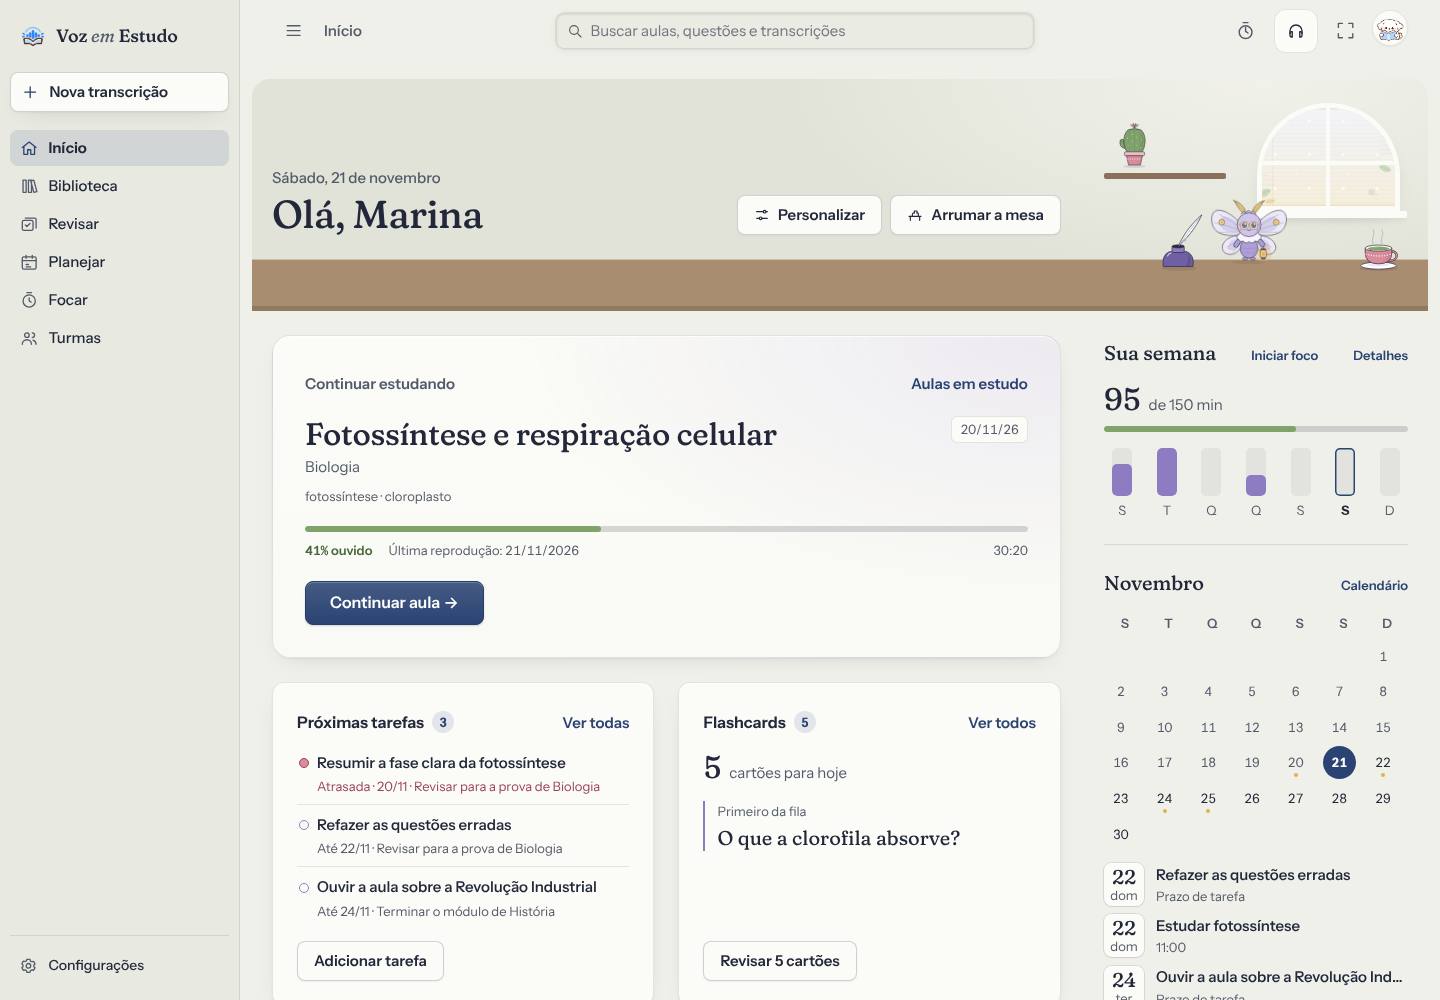 Voz em Estudo
Nova transcrição
Início
Biblioteca
Revisar
Planejar
Focar
Turmas
Configurações
Início
Buscar aulas, questões e transcrições
Sábado, 21 de novembro
Olá, Marina
Personalizar
Arrumar a mesa
Continuar estudando
Aulas em estudo
Fotossíntese e respiração celular
20/11/26
Biologia
fotossíntese · cloroplasto
41% ouvido
Última reprodução: 21/11/2026
30:20
Continuar aula →
Próximas tarefas 3
Ver todas
Resumir a fase clara da fotossíntese
Atrasada · 20/11 · Revisar para a prova de Biologia
Refazer as questões erradas
Até 22/11 · Revisar para a prova de Biologia
Ouvir a aula sobre a Revolução Industrial
Até 24/11 · Terminar o módulo de História
Adicionar tarefa
Flashcards 5
Ver todos
5 cartões para hoje
Primeiro da fila
O que a clorofila absorve?
Revisar 5 cartões
Sua semana
Iniciar foco
Detalhes
95 de 150 min
S T Q Q S S D
Novembro
Calendário
S T Q Q S S D
1
2 3 4 5 6 7 8
9 10 11 12 13 14 15
16 17 18 19 20 21 22
23 24 25 26 27 28 29
30
22 dom
Refazer as questões erradas
Prazo de tarefa
22 dom
Estudar fotossíntese
11:00
24 ter
Ouvir a aula sobre a Revolução Ind...
Prazo de tarefa